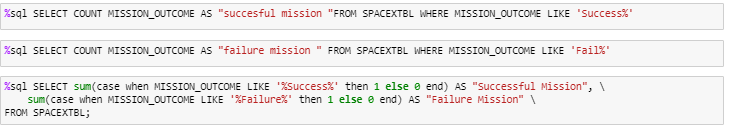 %sql SELECT COUNT MISSION_OUTCOME AS "succesful mission "FROM SPACEXTBL WHERE MISSION_OUTCOME LIKE 'Success%'
%sql SELECT COUNT MISSION_OUTCOME AS "failure mission " FROM SPACEXTBL WHERE MISSION_OUTCOME LIKE 'Fail%'
%sql SELECT sum(case when MISSION_OUTCOME LIKE '%Success%' then 1 else 0 end) AS "Successful Mission", \
sum(case when MISSION_OUTCOME LIKE '%Failure%' then 1 else 0 end) AS "Failure Mission" \
FROM SPACEXTBL;